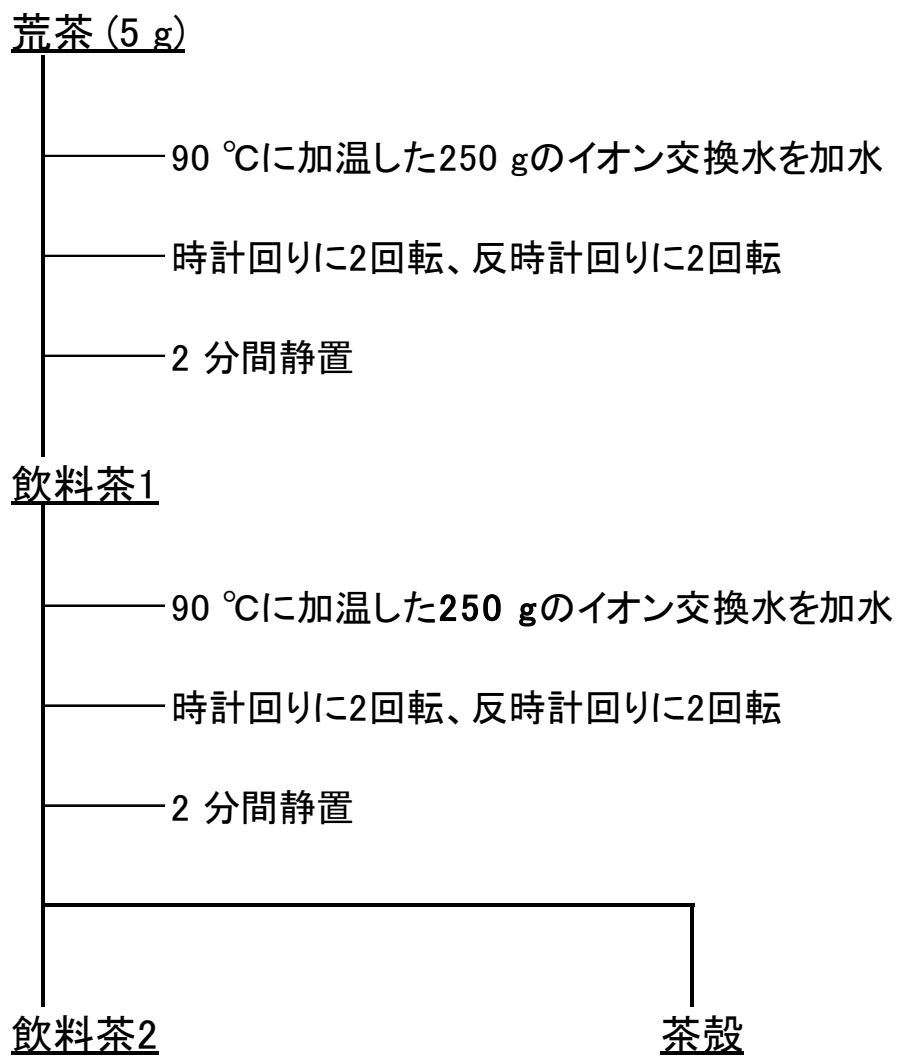 荒茶 (5 g)
90 ℃に加温した250 gのイオン交換水を加水
時計回りに2回転、反時計回りに2回転
2 分間静置
飲料茶1
90 ℃に加温した250 gのイオン交換水を加水
時計回りに2回転、反時計回りに2回転
2 分間静置
飲料茶2
茶殻